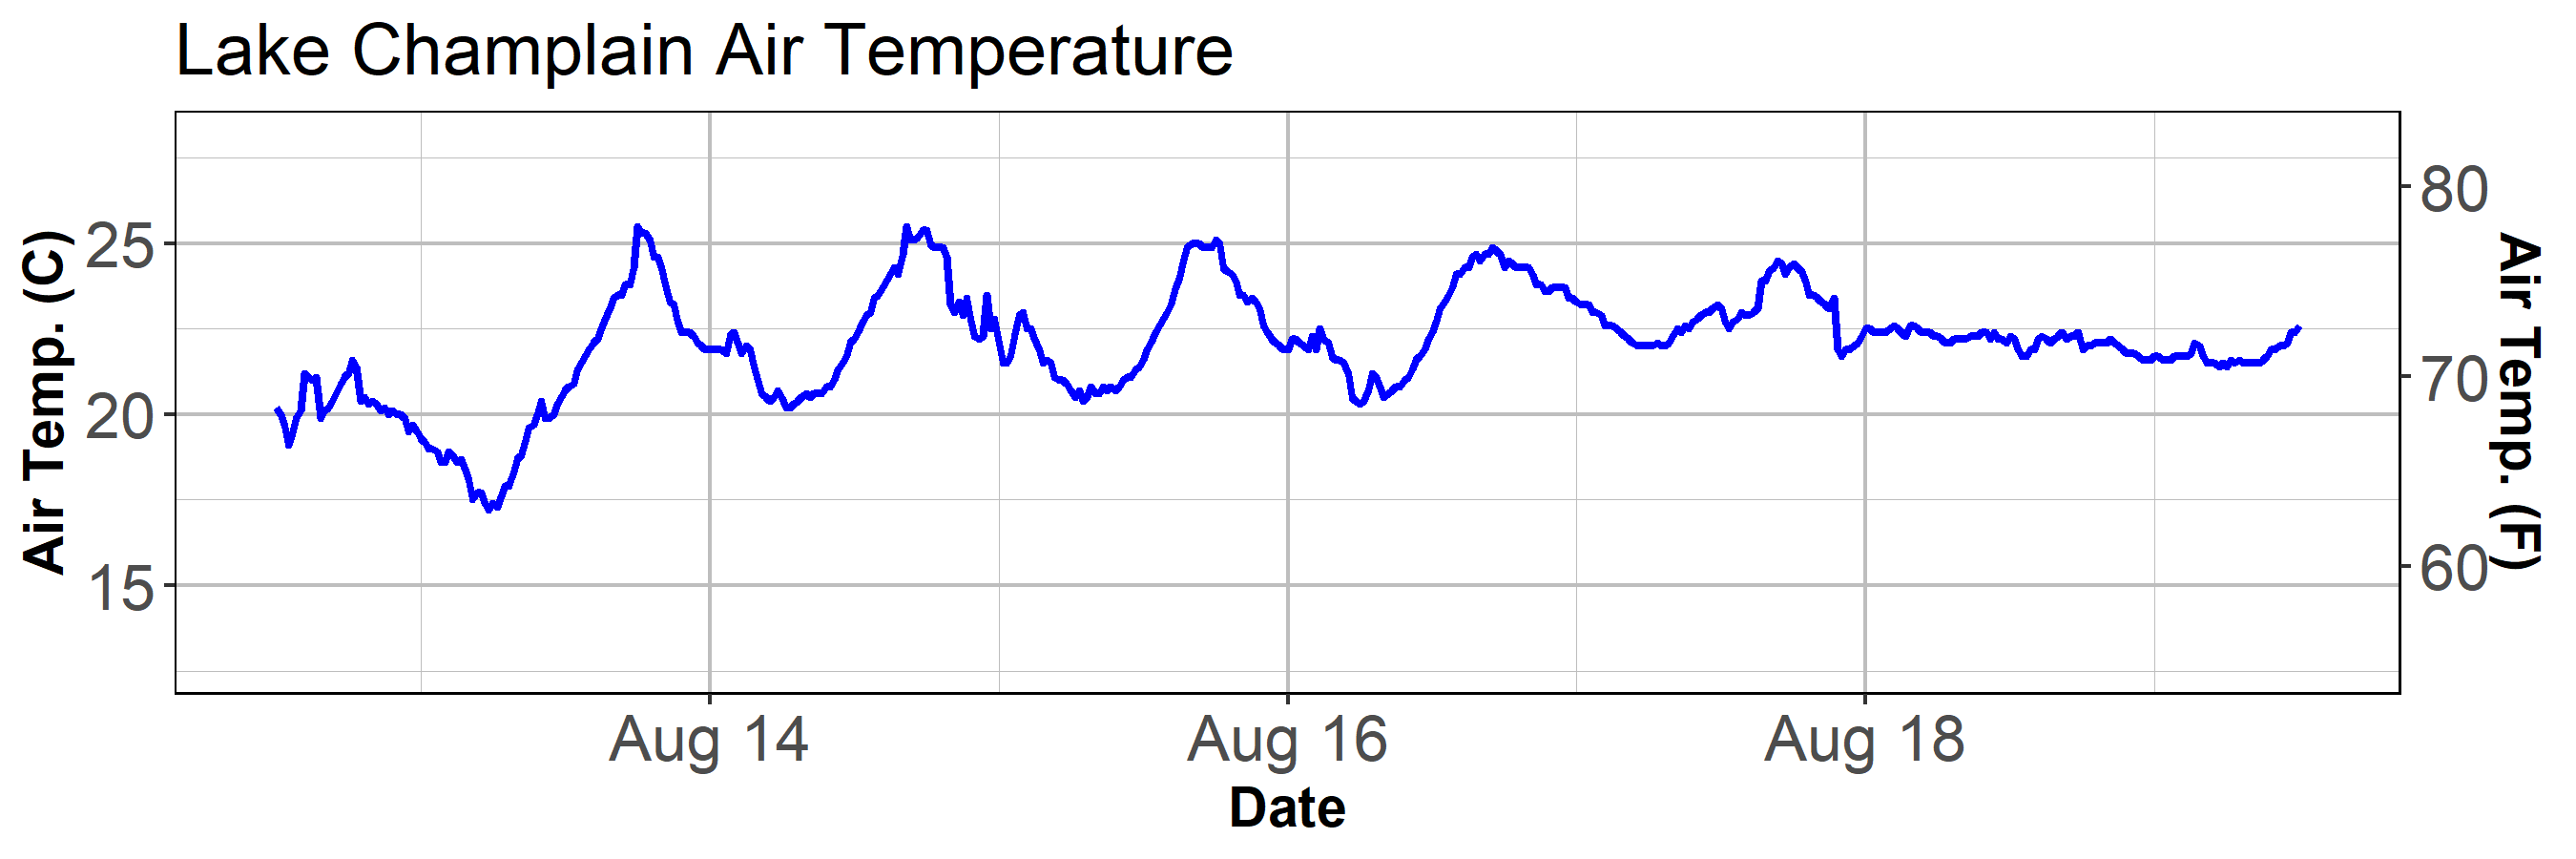 Lake Champlain Air Temperature
Air Temp. (C)
25
20
15
80
70
60
Air Temp. (F)
Aug 14
Aug 16
Aug 18
Date